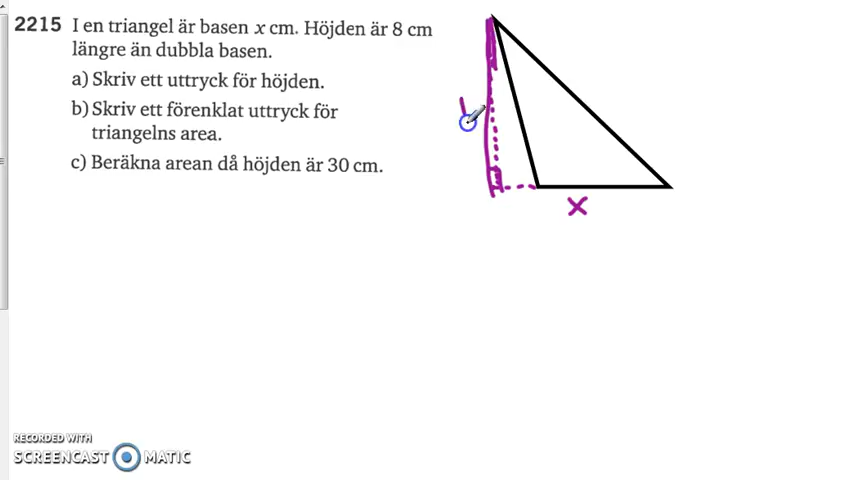 2215 I en triangel är basen x cm. Höjden är 8 cm
längre än dubbla basen.
a) Skriv ett uttryck för höjden.
b) Skriv ett förenklat uttryck för
triangelns area.
c) Beräkna arean då höjden är 30 cm.
x
RECORDED WITH
SCREENCAST MATIC